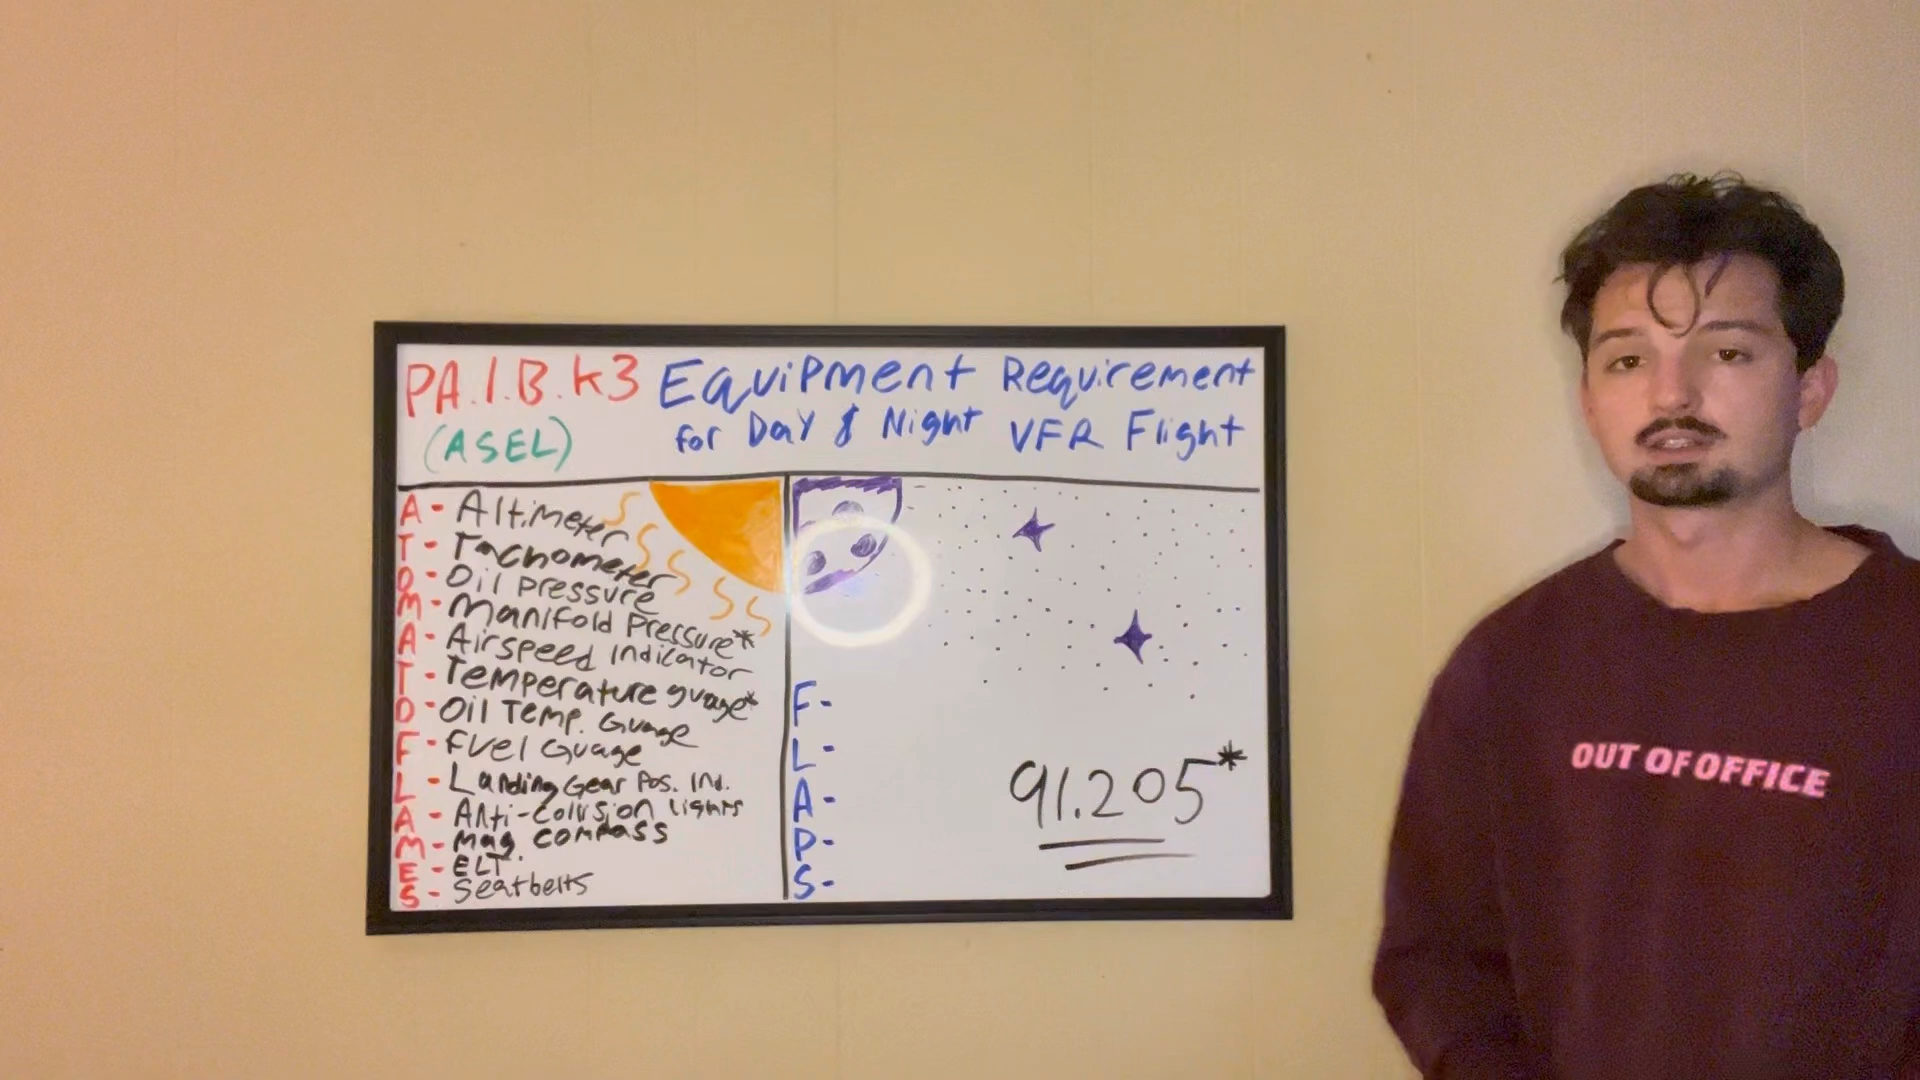 PA.I.B.K3 Equipment Requirement
(ASEL) for Day & Night VFR Flight
A - Altimeter
T - Tachometer
O - Oil Pressure
M - Manifold Pressure*
A - Airspeed Indicator
T - Temperature guage*
O - Oil Temp. Guage
F - Fuel Guage
L - Landing Gear Pos. Ind.
A - Anti-Collision Lights
M - Mag. Compass
E - ELT
S - Seatbelts
F-
L-
A-
P-
S-
91.205*
OUT OF OFFICE